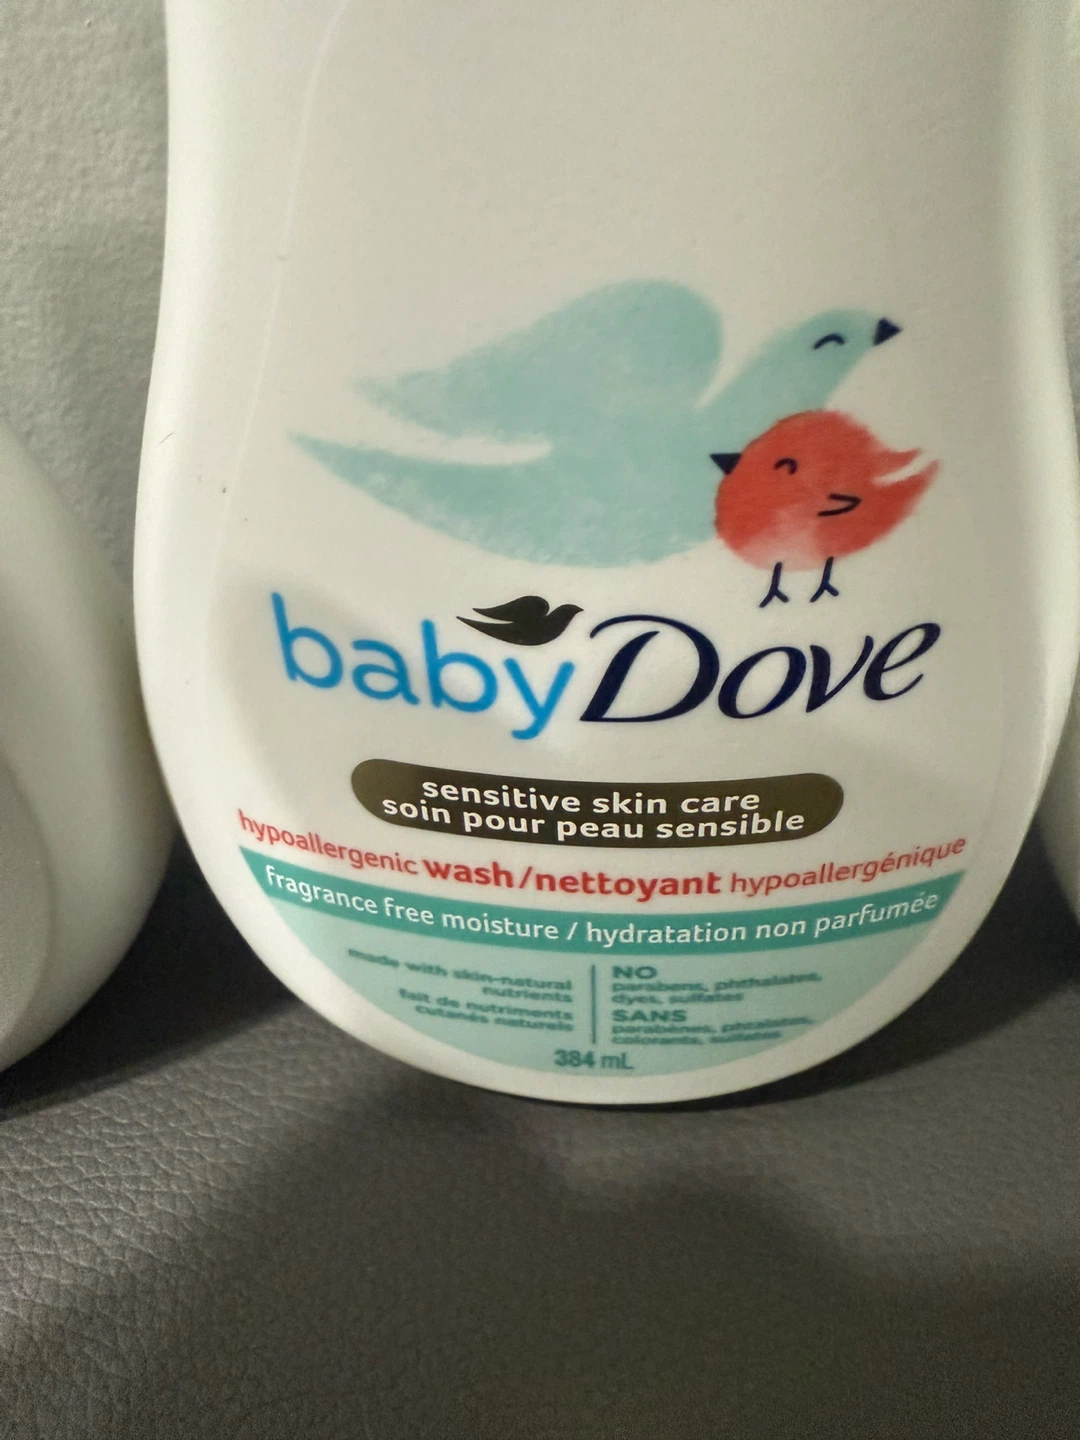 baby Dove
sensitive skin care
soin pour peau sensible
hypoallergenic wash/nettoyant hypoallergénique
fragrance free moisture / hydratation non parfumée
made with skin-natural
nutrients
fait de nutriments
cutanés naturels
NO
parabens, phthalates,
dyes, sulfates
SANS
parabènes, phtalates,
colorants, sulfates
384 mL